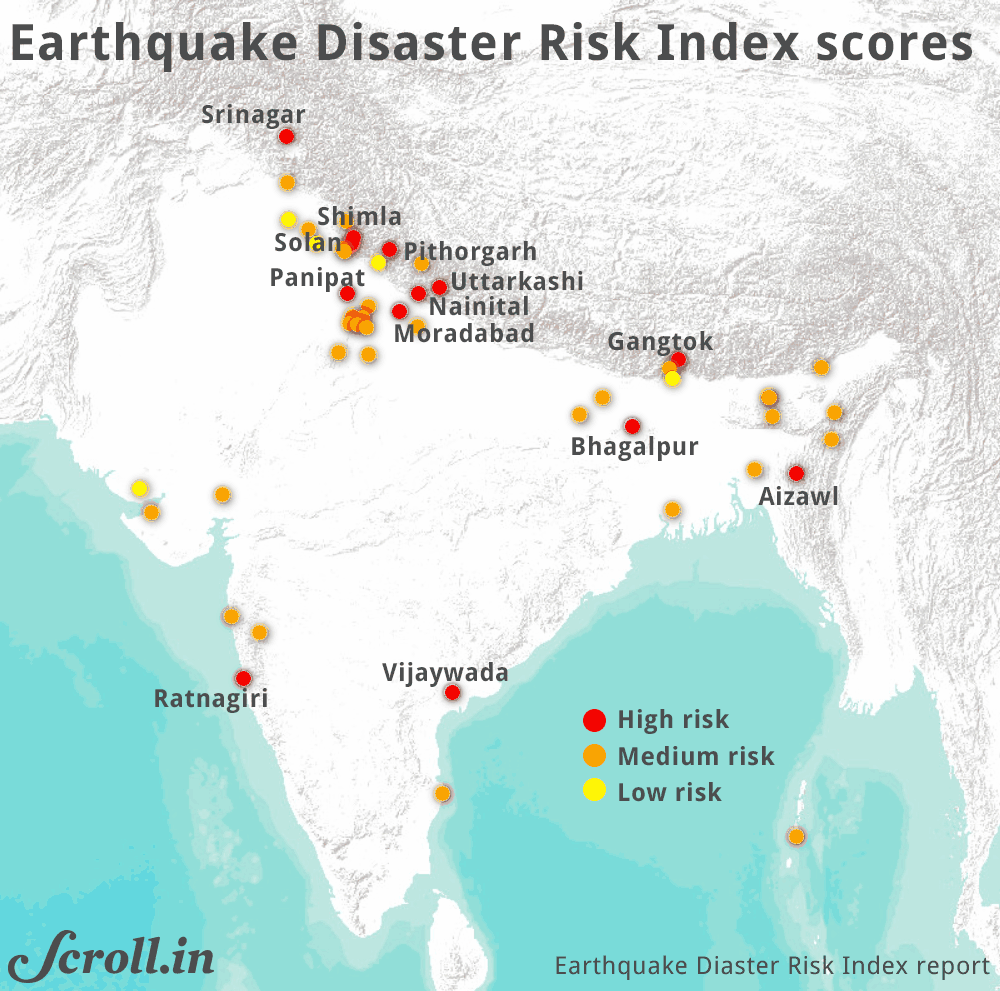 Earthquake Disaster Risk Index scores
Srinagar
Shimla
Solan
Pithorgarh
Panipat
Uttarkashi
Nainital
Moradabad
Gangtok
Bhagalpur
Aizawl
Vijaywada
Ratnagiri
High risk
Medium risk
Low risk
Scroll.in
Earthquake Diaster Risk Index report